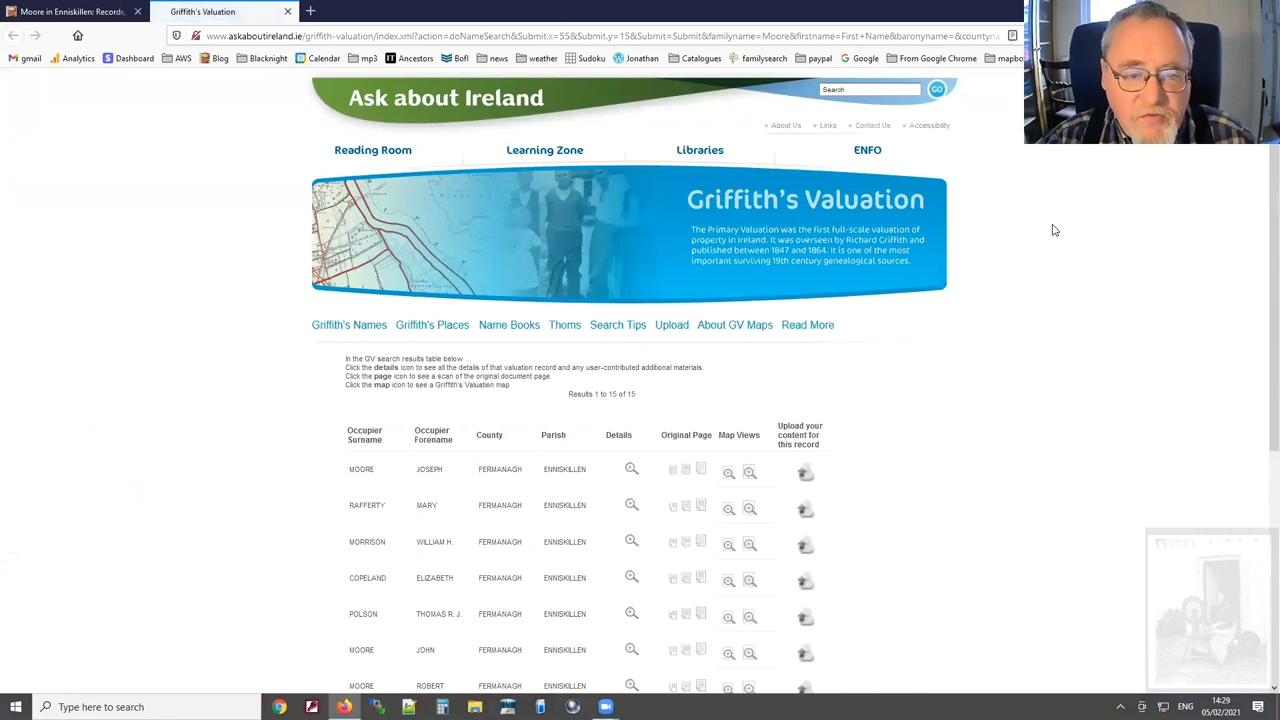 Moore in Enniskillen: Records,
Griffith's Valuation
www.askaboutireland.ie/griffith-valuation/index.xml?action=doNameSearch&Submit.x=55&Submit.y=15&Submit=Submit&familyname=Moore&firstname=First+Name&baronyname=&countyna
gmail Analytics Dashboard AWS Blog Blacknight Calendar mp3 Ancestors BofI news weather Sudoku Jonathan Catalogues familysearch paypal Google From Google Chrome mapbo
Ask about Ireland
Search GO
About Us Links Contact Us Accessibility
Reading Room Learning Zone Libraries ENFO
Griffith's Valuation
The Primary Valuation was the first full-scale valuation of
property in Ireland. It was overseen by Richard Griffith and
published between 1847 and 1864. It is one of the most
important surviving 19th century genealogical sources.
Griffith's Names Griffith's Places Name Books Thoms Search Tips Upload About GV Maps Read More
In the GV search results table below ...
Click the details icon to see all the details of that valuation record and any user-contributed additional materials.
Click the page icon to see a scan of the original document page.
Click the map icon to see a Griffith's Valuation map
Results 1 to 15 of 15
Occupier Surname Occupier Forename County Parish Details Original Page Map Views Upload your content for this record
MOORE JOSEPH FERMANAGH ENNISKILLEN
RAFFERTY MARY FERMANAGH ENNISKILLEN
MORRISON WILLIAM H. FERMANAGH ENNISKILLEN
COPELAND ELIZABETH FERMANAGH ENNISKILLEN
POLSON THOMAS R. J. FERMANAGH ENNISKILLEN
MOORE JOHN FERMANAGH ENNISKILLEN
MOORE ROBERT FERMANAGH ENNISKILLEN
Type here to search
ENG
14:29
05/02/2021